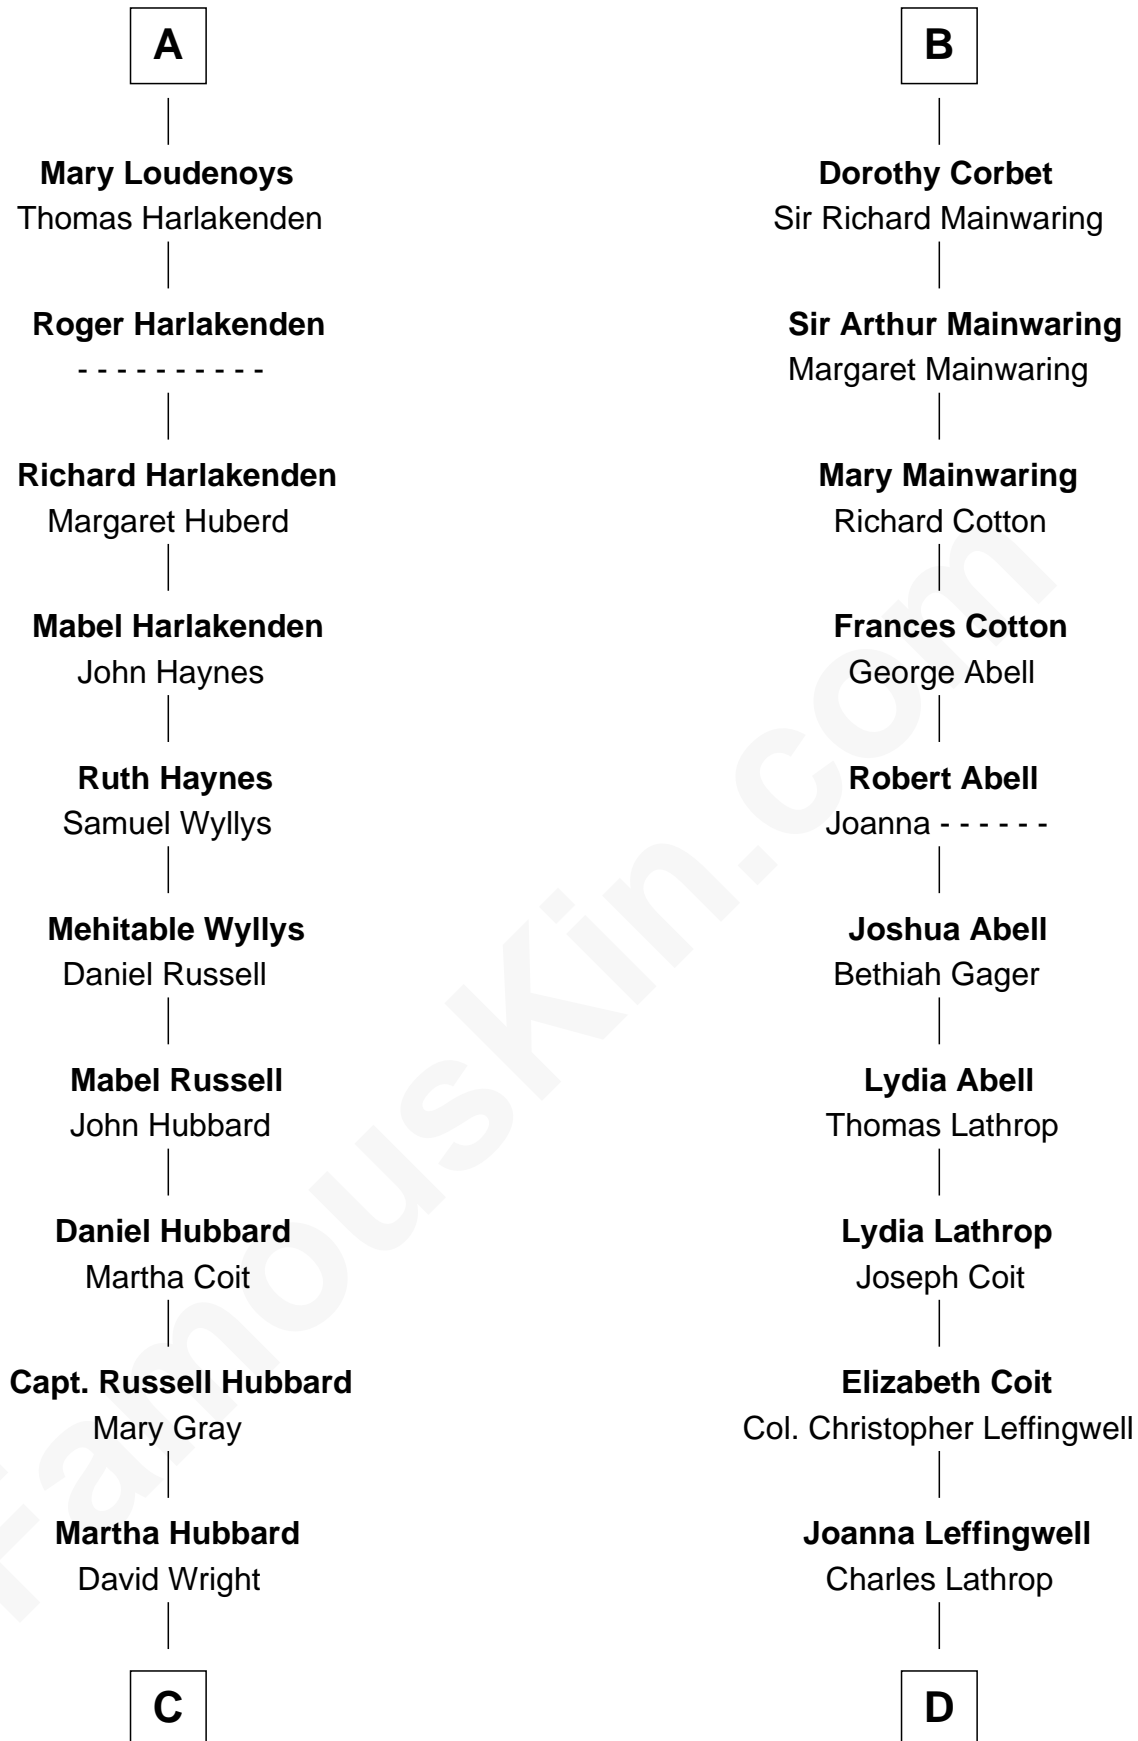 A
Mary Loudenoys
Thomas Harlakenden
Roger Harlakenden
- - - - - - - - - -
Richard Harlakenden
Margaret Huberd
Mabel Harlakenden
John Haynes
Ruth Haynes
Samuel Wyllys
Mehitable Wyllys
Daniel Russell
Mabel Russell
John Hubbard
Daniel Hubbard
Martha Coit
Capt. Russell Hubbard
Mary Gray
Martha Hubbard
David Wright
C
B
Dorothy Corbet
Sir Richard Mainwaring
Sir Arthur Mainwaring
Margaret Mainwaring
Mary Mainwaring
Richard Cotton
Frances Cotton
George Abell
Robert Abell
Joanna - - - - - -
Joshua Abell
Bethiah Gager
Lydia Abell
Thomas Lathrop
Lydia Lathrop
Joseph Coit
Elizabeth Coit
Col. Christopher Leffingwell
Joanna Leffingwell
Charles Lathrop
D
FamousKin.com